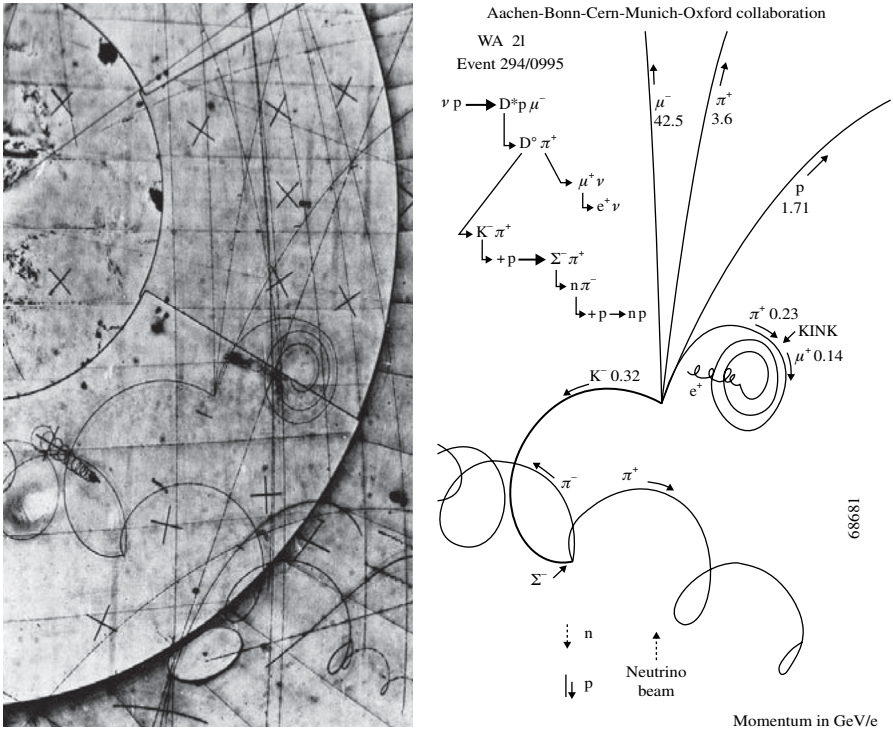 Aachen-Bonn-Cern-Munich-Oxford collaboration
WA 21
Event 294/0995
ν p → D*p μ⁻
D° π⁺
μ⁺ ν
e⁺ ν
K⁻ π⁺
+p → Σ⁻ π⁺
n π⁻
+p → n p
μ⁻
42.5
π⁺
3.6
p
1.71
π⁺ 0.23
KINK
μ⁺ 0.14
e⁺
K⁻ 0.32
π⁻
π⁺
Σ⁻
n
p
Neutrino
beam
68681
Momentum in GeV/e